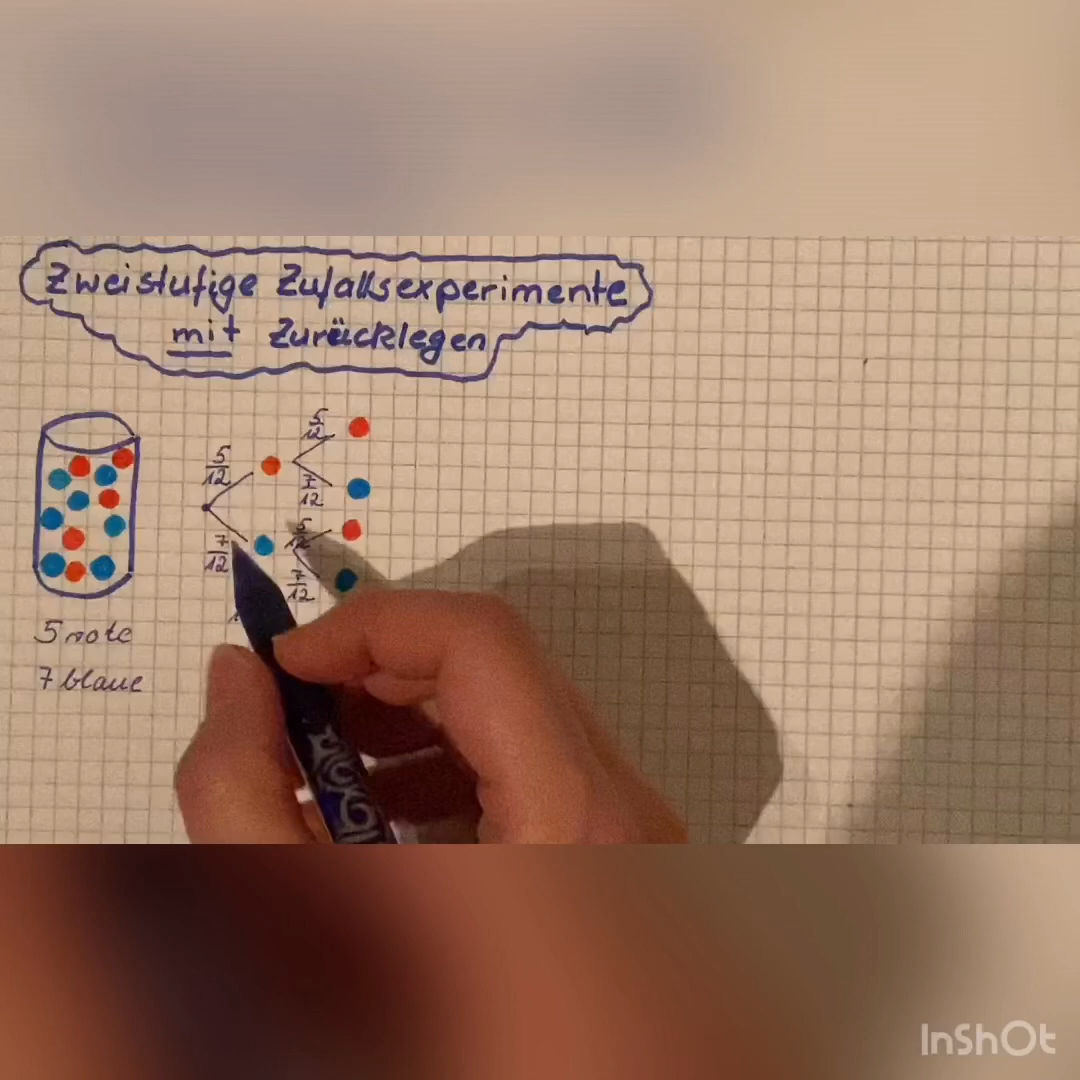 Zweistufige Zufallsexperimente
mit Zurücklegen
5/12
5/12
7/12
7/12
5/12
7/12
5 rote
7 blaue
InShOt